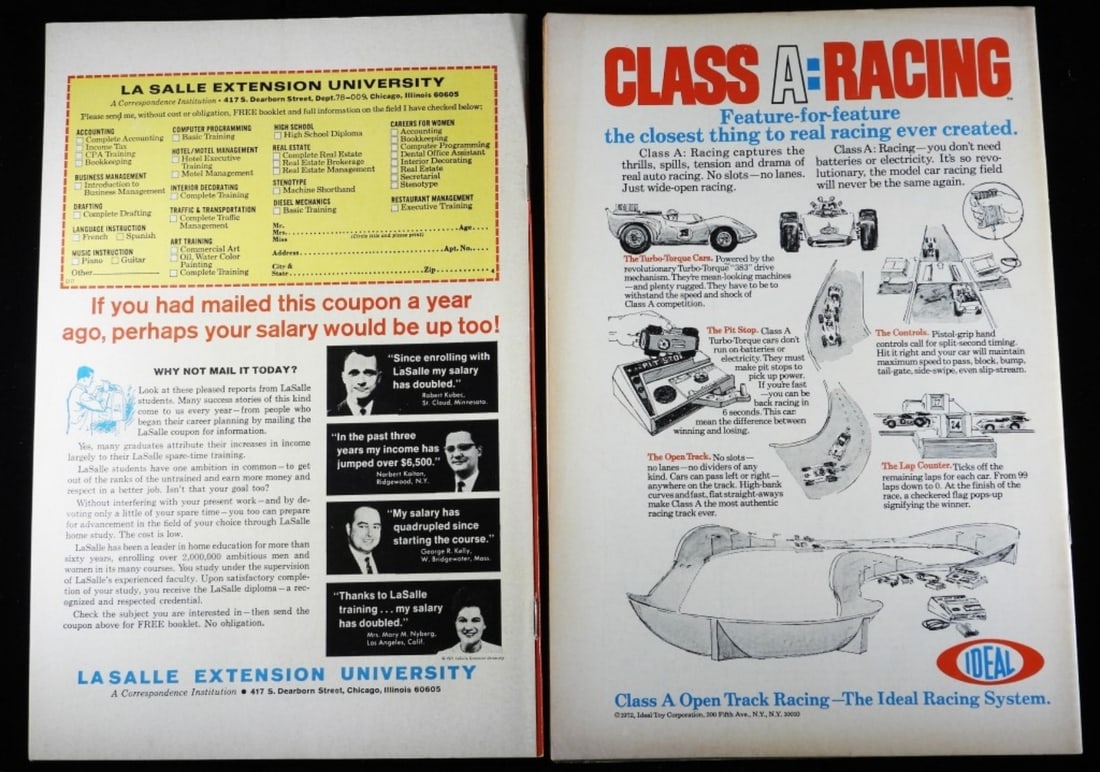 LA SALLE EXTENSION UNIVERSITY
A Correspondence Institution • 417 S. Dearborn Street, Dept. 78-009, Chicago, Illinois 60605
Please send me, without cost or obligation, FREE booklet and full information on the field I have checked below:
ACCOUNTING
Complete Accounting
Income Tax
CPA Training
Bookkeeping
BUSINESS MANAGEMENT
Introduction to
Business Management
DRAFTING
Complete Drafting
LANGUAGE INSTRUCTION
French Spanish
MUSIC INSTRUCTION
Piano Guitar
Other
COMPUTER PROGRAMMING
Basic Training
HOTEL/MOTEL MANAGEMENT
Hotel Executive
Training
Motel Management
INTERIOR DECORATING
Complete Training
TRAFFIC & TRANSPORTATION
Complete Traffic
Management
ART TRAINING
Commercial Art
Oil, Water Color
Painting
Complete Training
HIGH SCHOOL
High School Diploma
REAL ESTATE
Complete Real Estate
Real Estate Brokerage
Real Estate Management
STENOTYPE
Machine Shorthand
DIESEL MECHANICS
Basic Training
CAREERS FOR WOMEN
Accounting
Bookkeeping
Computer Programming
Dental Office Assistant
Interior Decorating
Real Estate
Secretarial
Stenotype
RESTAURANT MANAGEMENT
Executive Training
Mr.
Mrs. Age
Miss (Circle title and please print)
Address Apt. No.
City &
State Zip
If you had mailed this coupon a year
ago, perhaps your salary would be up too!
WHY NOT MAIL IT TODAY?
Look at these pleased reports from LaSalle
students. Many success stories of this kind
come to us every year—from people who
began their career planning by mailing the
LaSalle coupon for information.
Yes, many graduates attribute their increases in income
largely to their LaSalle spare-time training.
LaSalle students have one ambition in common—to get
out of the ranks of the untrained and earn more money and
respect in a better job. Isn't that your goal too?
Without interfering with your present work—and by de-
voting only a little of your spare time—you too can prepare
for advancement in the field of your choice through LaSalle
home study. The cost is low.
LaSalle has been a leader in home education for more than
sixty years, enrolling over 2,000,000 ambitious men and
women in its many courses. You study under the supervision
of LaSalle's experienced faculty. Upon satisfactory comple-
tion of your study, you receive the LaSalle diploma—a rec-
ognized and respected credential.
Check the subject you are interested in—then send the
coupon above for FREE booklet. No obligation.
"Since enrolling with
LaSalle my salary
has doubled."
Robert Kubec,
St. Cloud, Minnesota.
"In the past three
years my income has
jumped over $6,500."
Norbert Kaiton,
Ridgewood, N.Y.
"My salary has
quadrupled since
starting the course."
George R. Kelly,
W. Bridgewater, Mass.
"Thanks to LaSalle
training . . . my salary
has doubled."
Mrs. Mary M. Nyberg,
Los Angeles, Calif.
LASALLE EXTENSION UNIVERSITY
A Correspondence Institution • 417 S. Dearborn Street, Chicago, Illinois 60605
CLASS A:RACING
Feature-for-feature
the closest thing to real racing ever created.
Class A: Racing captures the
thrills, spills, tension and drama of
real auto racing. No slots—no lanes.
Just wide-open racing.
Class A: Racing—you don't need
batteries or electricity. It's so revo-
lutionary, the model car racing field
will never be the same again.
The Turbo-Torque Cars. Powered by the
revolutionary Turbo-Torque "383" drive
mechanism. They're mean-looking machines
—and plenty rugged. They have to be to
withstand the speed and shock of
Class A competition.
PIT STOP
The Pit Stop. Class A
Turbo-Torque cars don't
run on batteries or
electricity. They must
make pit stops to
pick up power.
If you're fast
—you can be
back racing in
6 seconds. This can
mean the difference between
winning and losing.
The Controls. Pistol-grip hand
controls call for split-second timing.
Hit it right and your car will maintain
maximum speed to pass, block, bump,
tail-gate, side-swipe, even slip-stream.
24
The Open Track. No slots—
no lanes—no dividers of any
kind. Cars can pass left or right—
anywhere on the track. High-bank
curves and fast, flat straight-aways
make Class A the most authentic
racing track ever.
The Lap Counter. Ticks off the
remaining laps for each car. From 99
laps down to 0. At the finish of the
race, a checkered flag pops-up
signifying the winner.
IDEAL
Class A Open Track Racing—The Ideal Racing System.
©1972, Ideal Toy Corporation, 200 Fifth Ave., N.Y., N.Y. 10010